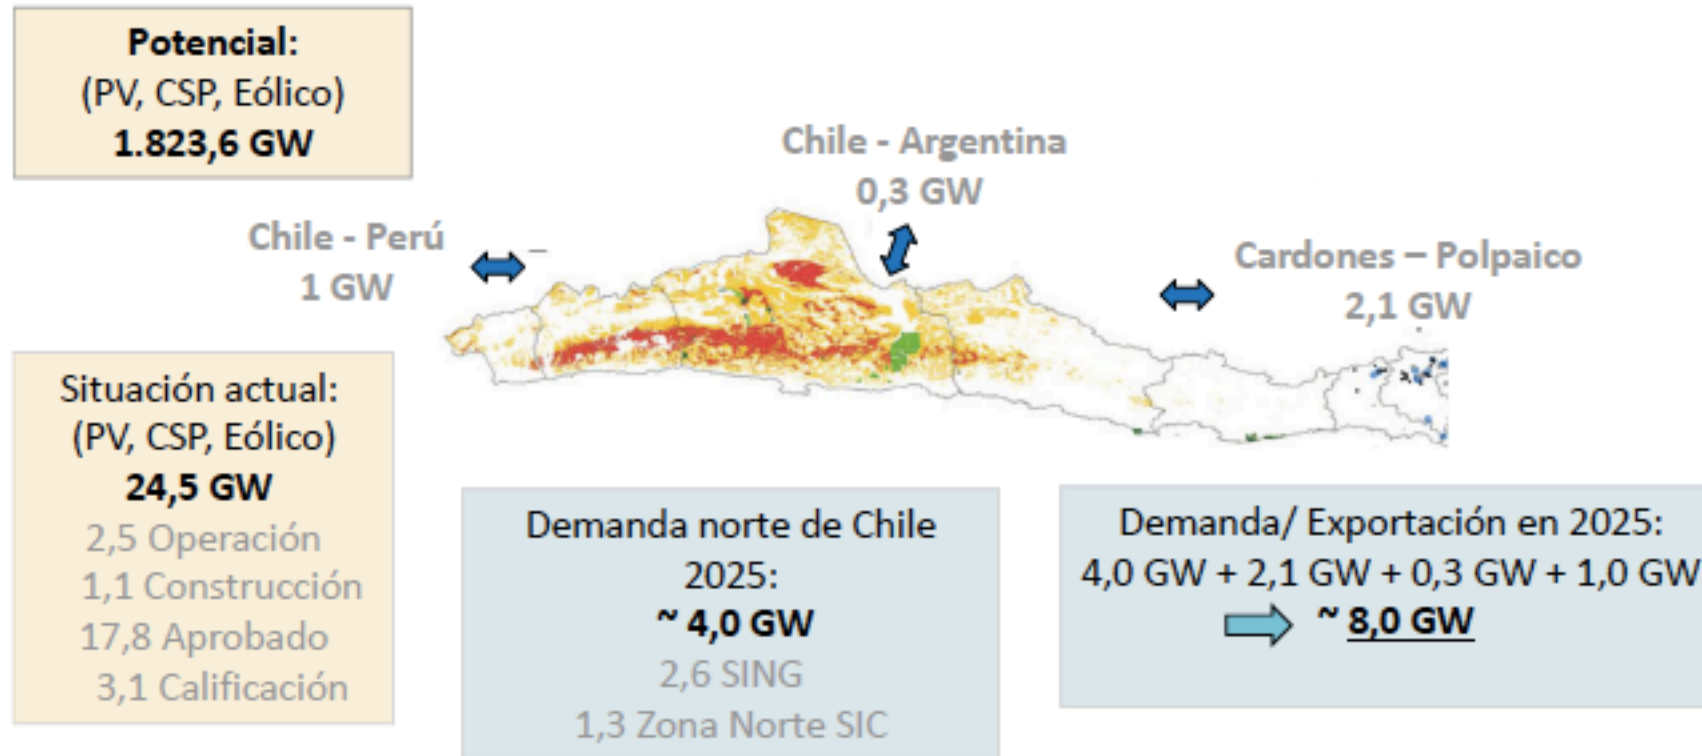 Potencial:
(PV, CSP, Eólico)
1.823,6 GW
Chile - Argentina
0,3 GW
Chile - Perú
1 GW
Cardones – Polpaico
2,1 GW
Situación actual:
(PV, CSP, Eólico)
24,5 GW
2,5 Operación
1,1 Construcción
17,8 Aprobado
3,1 Calificación
Demanda norte de Chile
2025:
~ 4,0 GW
2,6 SING
1,3 Zona Norte SIC
Demanda/ Exportación en 2025:
4,0 GW + 2,1 GW + 0,3 GW + 1,0 GW
~ 8,0 GW